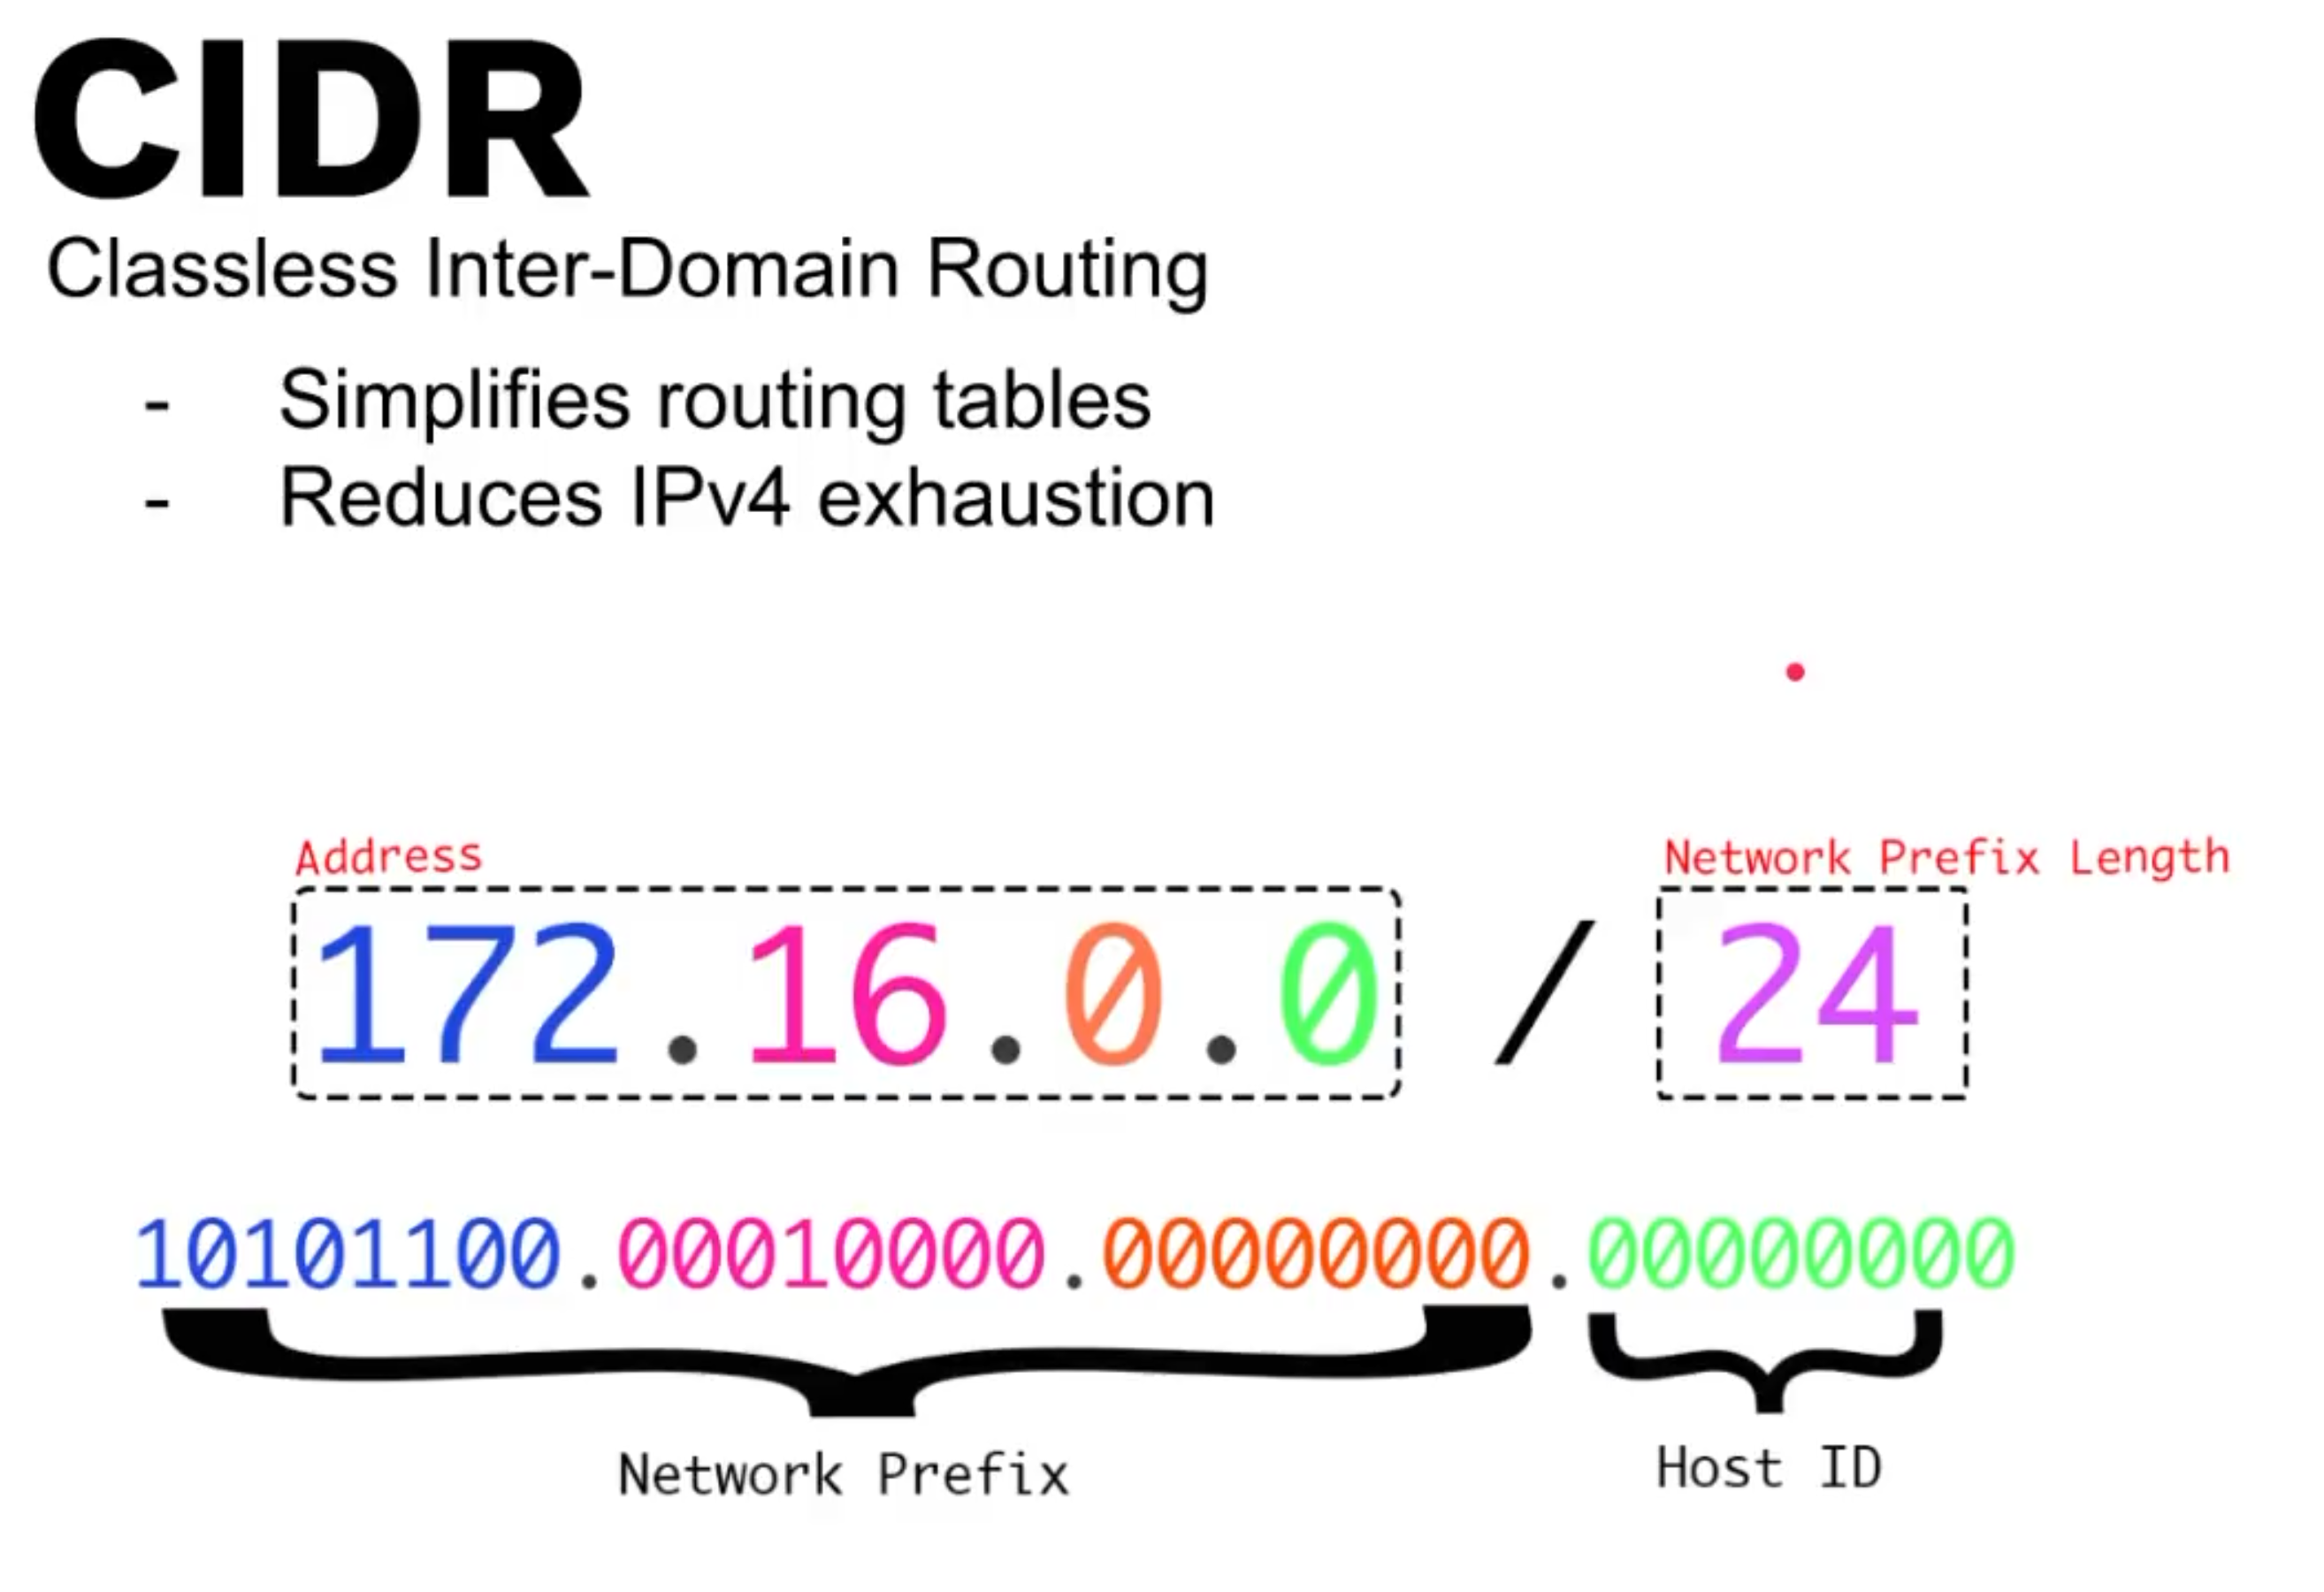 CIDR
Classless Inter-Domain Routing
- Simplifies routing tables
- Reduces IPv4 exhaustion
Address
Network Prefix Length
172.16.0.0 / 24
10101100.00010000.00000000.00000000
Network Prefix
Host ID